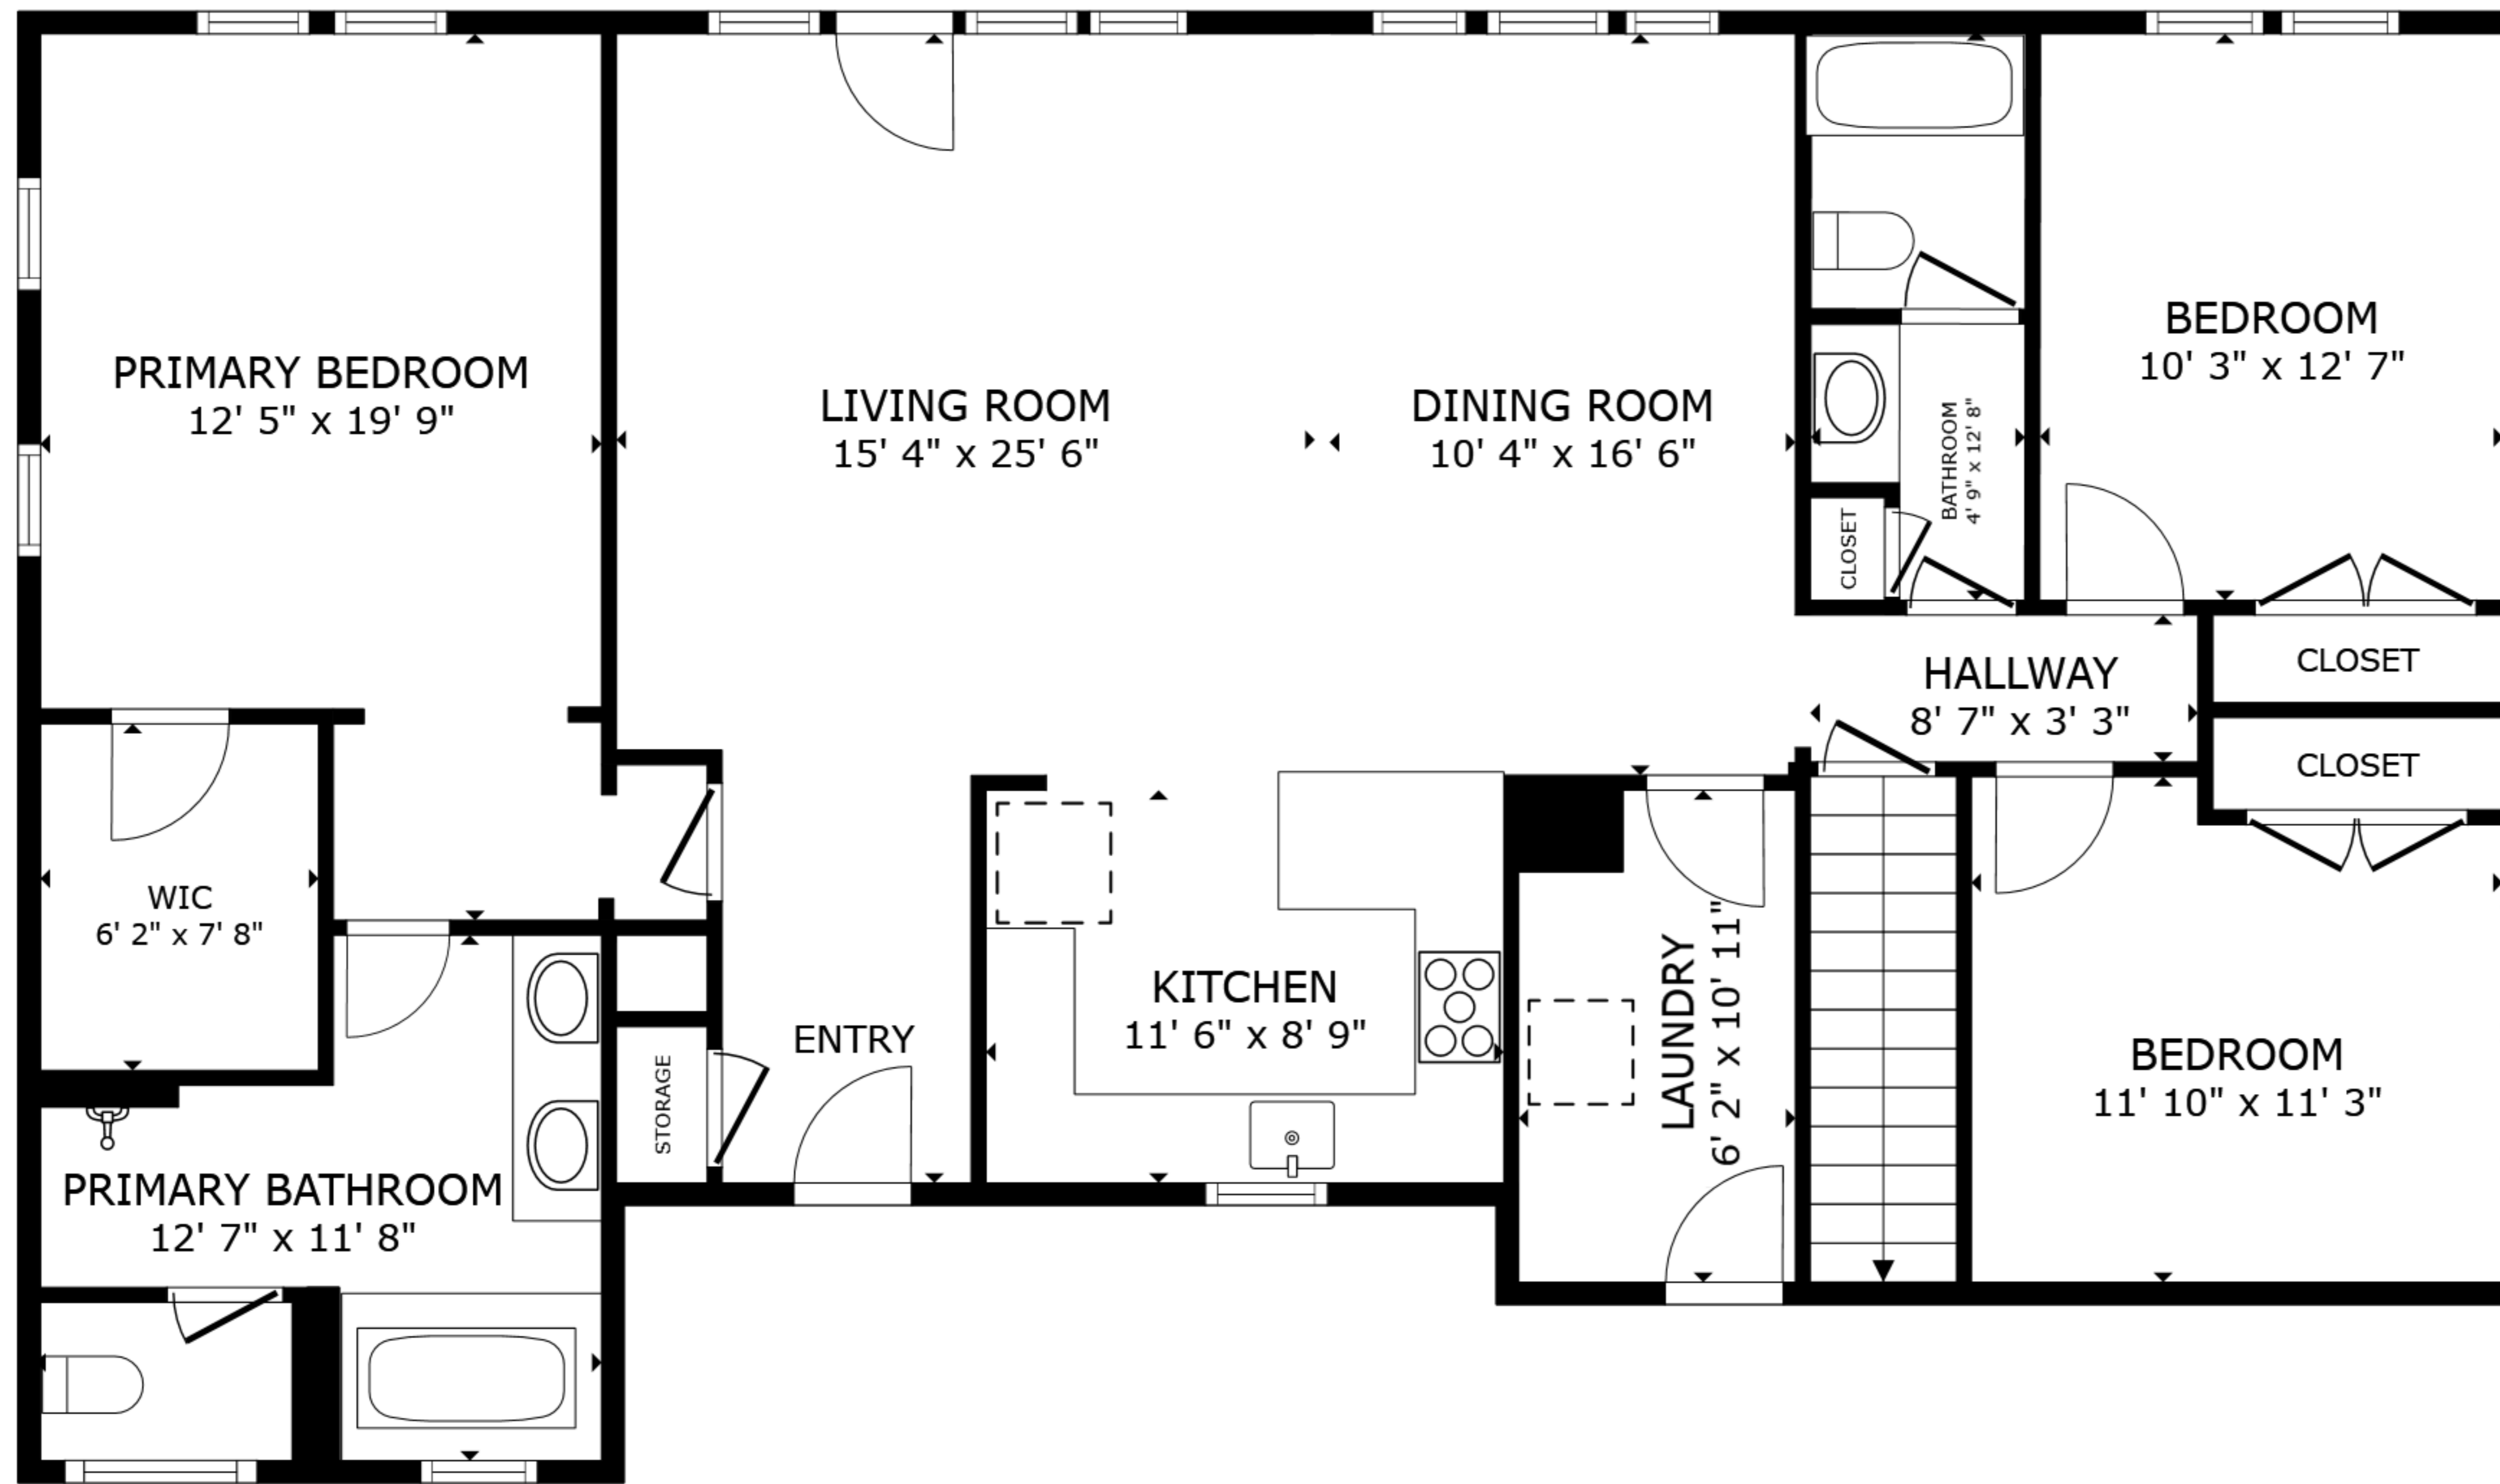 PRIMARY BEDROOM
12' 5" x 19' 9"
LIVING ROOM
15' 4" x 25' 6"
DINING ROOM
10' 4" x 16' 6"
BATHROOM
4' 9" x 12' 8"
CLOSET
BEDROOM
10' 3" x 12' 7"
HALLWAY
8' 7" x 3' 3"
CLOSET
CLOSET
WIC
6' 2" x 7' 8"
PRIMARY BATHROOM
12' 7" x 11' 8"
STORAGE
ENTRY
KITCHEN
11' 6" x 8' 9"
LAUNDRY
6' 2" x 10' 11"
BEDROOM
11' 10" x 11' 3"